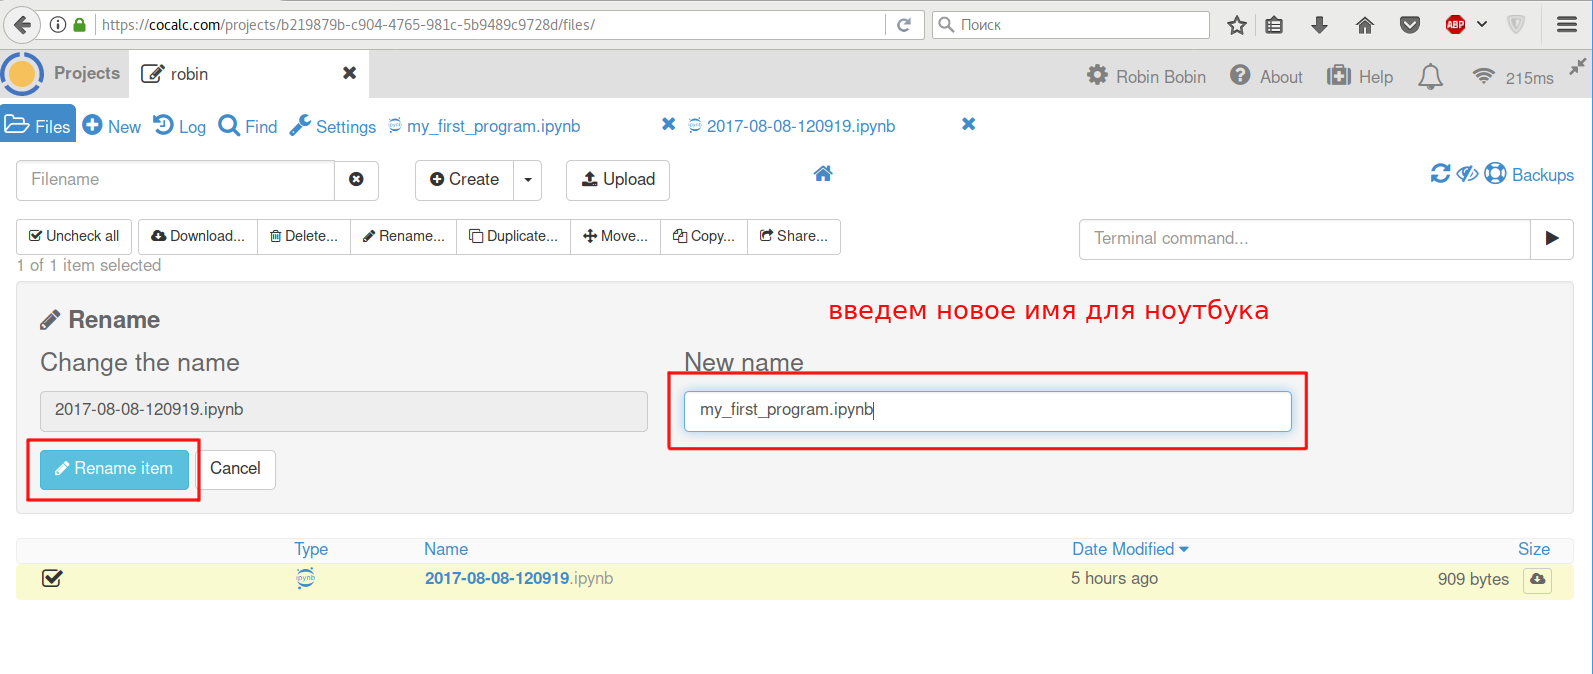 https://cocalc.com/projects/b219879b-c904-4765-981c-5b9489c9728d/files/
Поиск
ABP
Projects
robin
Robin Bobin
About
Help
215ms
Files
New
Log
Find
Settings
my_first_program.ipynb
2017-08-08-120919.ipynb
Filename
Create
Upload
Backups
Uncheck all
Download...
Delete...
Rename...
Duplicate...
Move...
Copy...
Share...
Terminal command...
1 of 1 item selected
Rename
введем новое имя для ноутбука
Change the name
New name
2017-08-08-120919.ipynb
my_first_program.ipynb
Rename item
Cancel
Type
Name
Date Modified
Size
ipynb
2017-08-08-120919.ipynb
5 hours ago
909 bytes